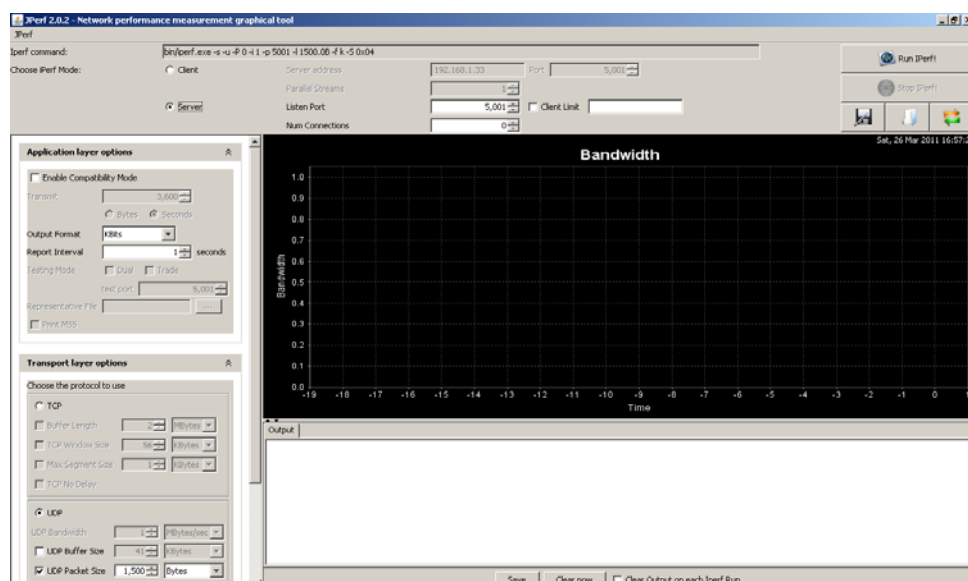 JPerf 2.0.2 - Network performance measurement graphical tool
JPerf
Iperf command: bin/iperf.exe -s -u -P 0 -i 1 -p 5001 -l 1500.0B -f k -S 0x04
Choose iPerf Mode: Client Server address 192.168.1.33 Port 5,001
Parallel Streams 1
Server Listen Port 5,001 Client Limit
Num Connections 0
Run IPerf!
Stop IPerf!
Application layer options
Enable Compatibility Mode
Transmit 3,600
Bytes Seconds
Output Format KBits
Report Interval 1 seconds
Testing Mode Dual Trade
test port 5,001
Representative File ...
Print MSS
Transport layer options
Choose the protocol to use
TCP
Buffer Length 2 MBytes
TCP Window Size 56 KBytes
Max Segment Size 1 KBytes
TCP No Delay
UDP
UDP Bandwidth 1 MBytes/sec
UDP Buffer Size 41 KBytes
UDP Packet Size 1,500 Bytes
Sat, 26 Mar 2011 16:57:
Bandwidth
1.0
0.9
0.8
0.7
0.6
0.5
0.4
0.3
0.2
0.1
0.0
Bandwidth
-19 -18 -17 -16 -15 -14 -13 -12 -11 -10 -9 -8 -7 -6 -5 -4 -3 -2 -1 0 1
Time
Output
Save Clear now Clear Output on each Iperf Run